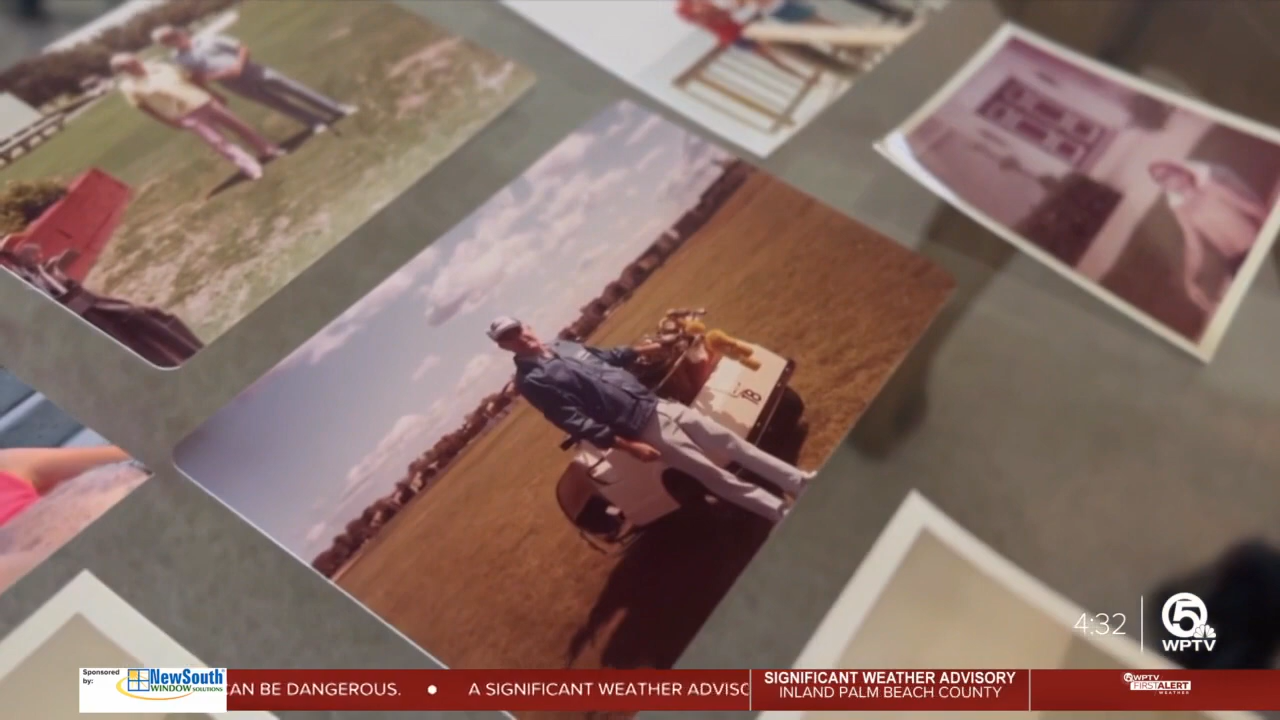 4:32
5
WPTV
Sponsored
by:
NewSouth
WINDOW SOLUTIONS
CAN BE DANGEROUS. • A SIGNIFICANT WEATHER ADVISO
SIGNIFICANT WEATHER ADVISORY
INLAND PALM BEACH COUNTY
WPTV
FIRST ALERT
WEATHER